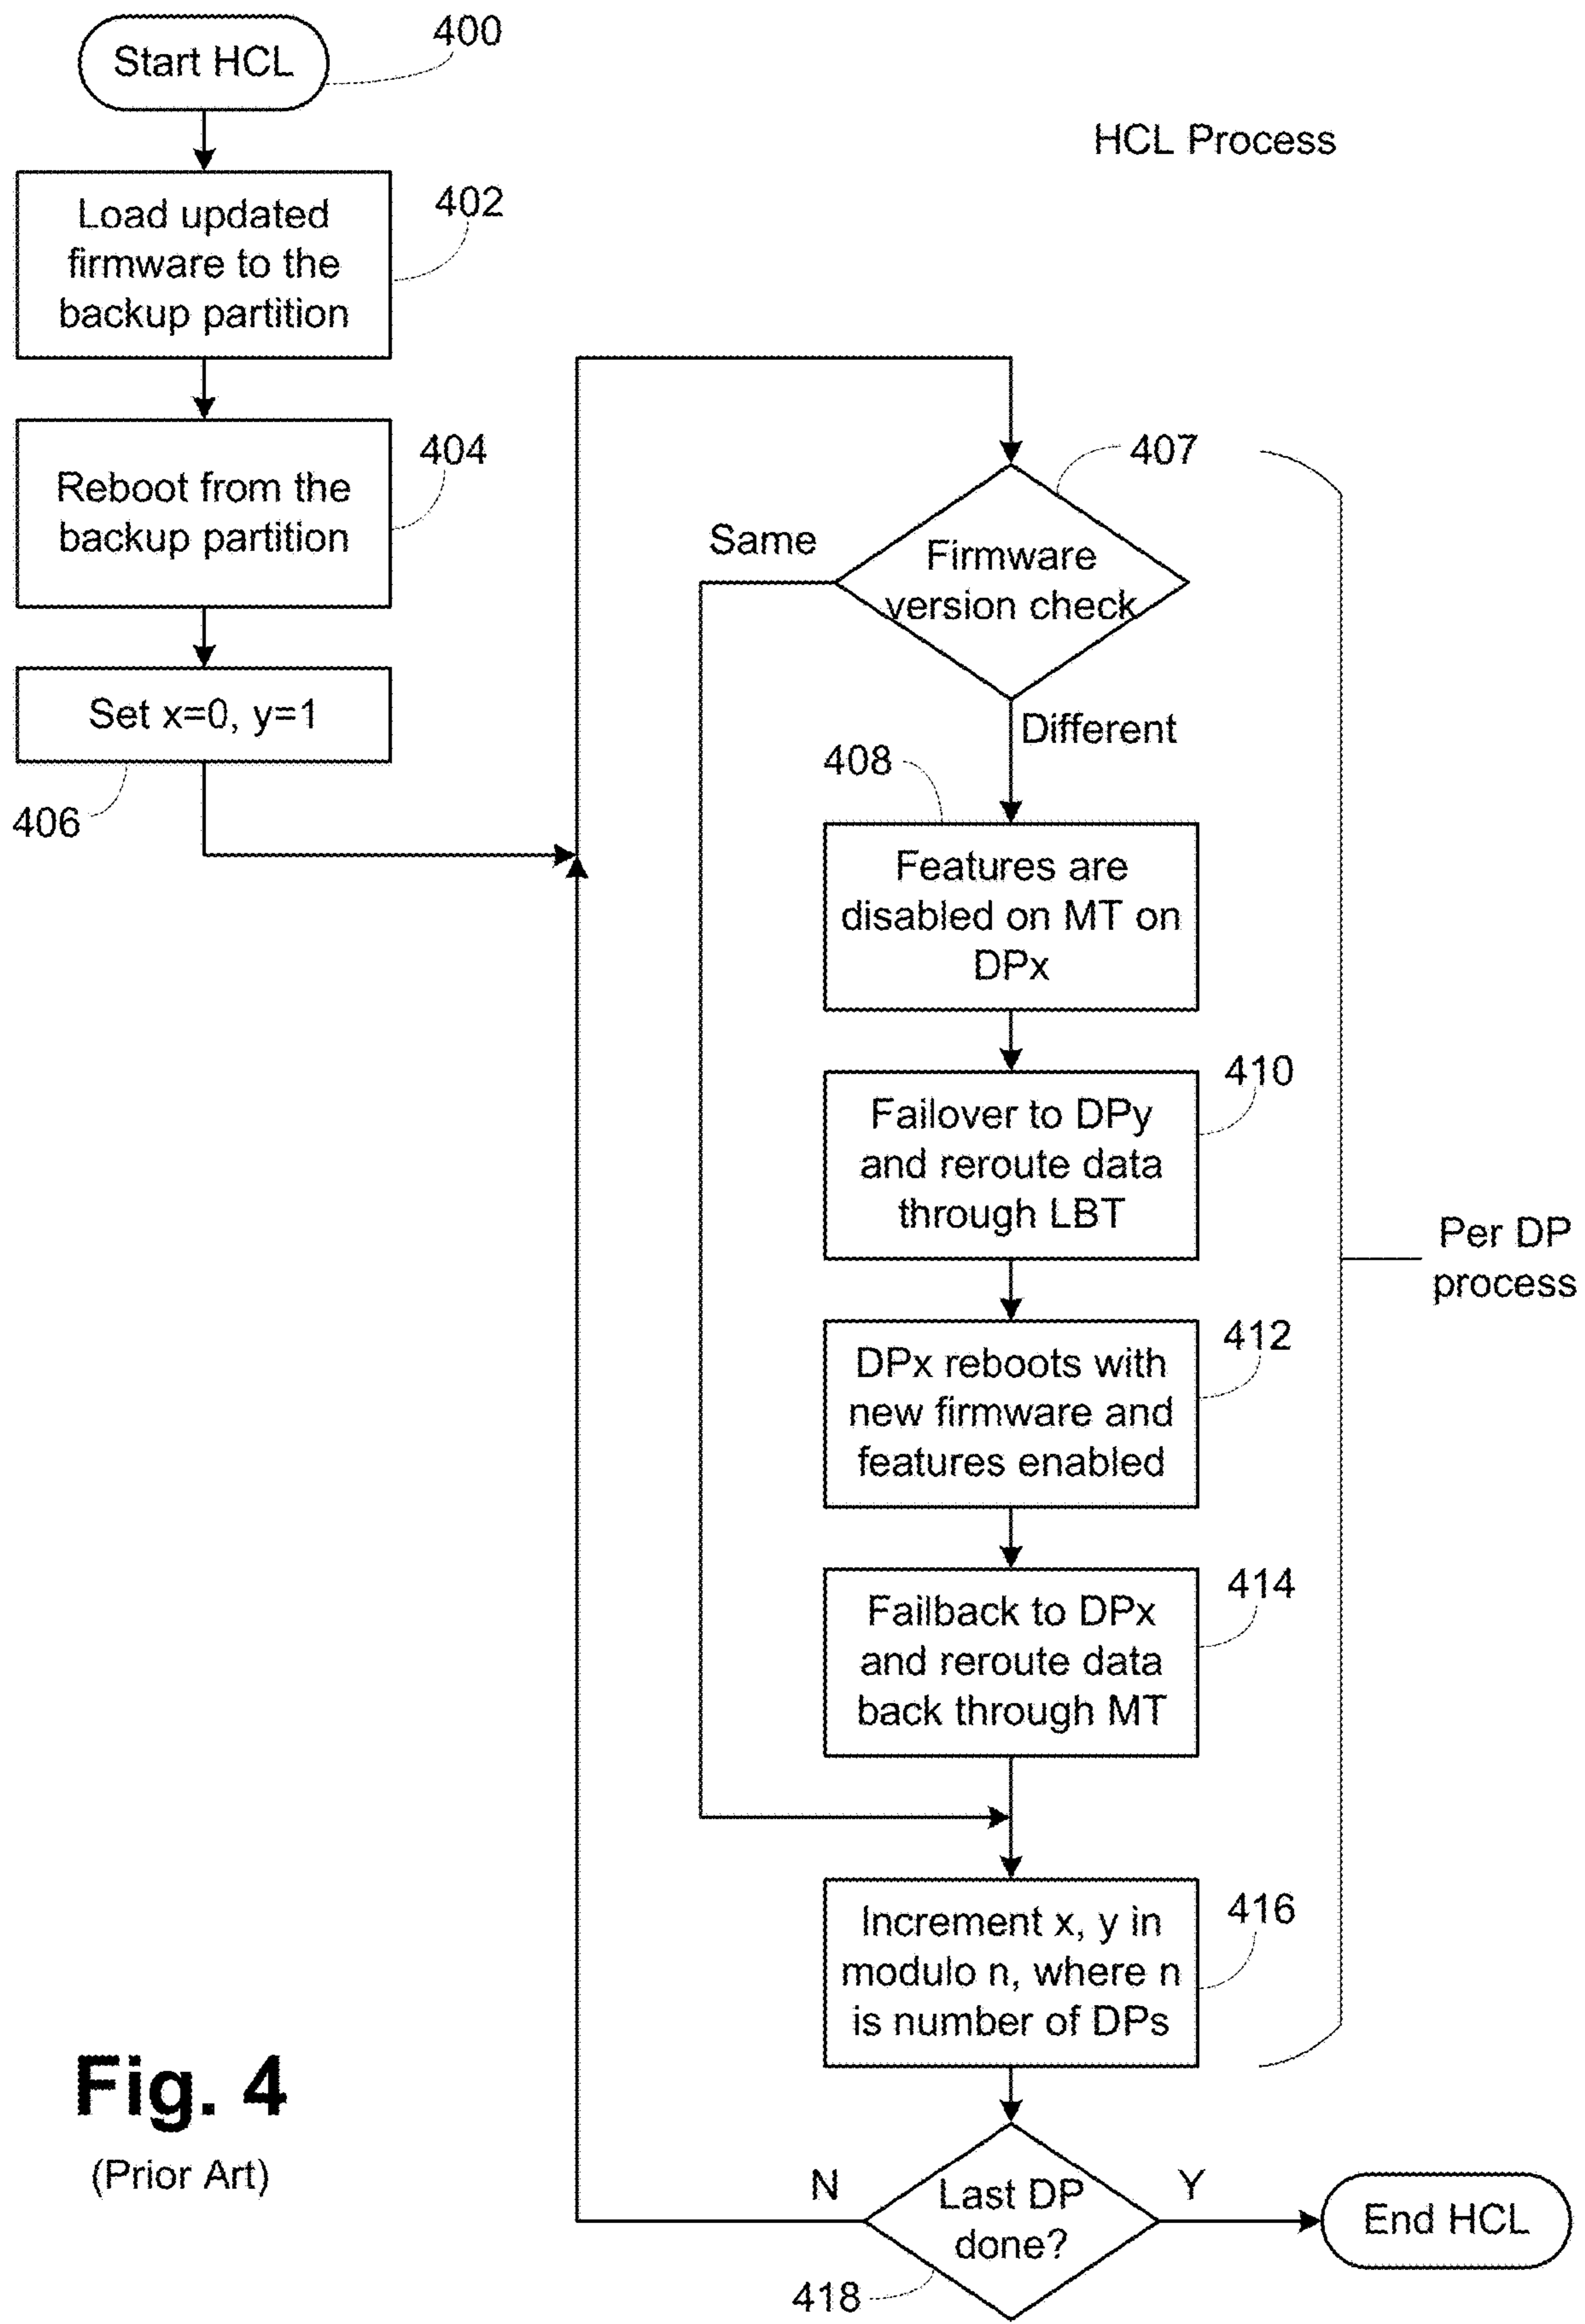 Start HCL
400
HCL Process
Load updated
firmware to the
backup partition
402
Reboot from the
backup partition
404
Set x=0, y=1
406
Firmware
version check
407
Same
Different
408
Features are
disabled on MT on
DPx
Failover to DPy
and reroute data
through LBT
410
DPx reboots with
new firmware and
features enabled
412
Failback to DPx
and reroute data
back through MT
414
Increment x, y in
modulo n, where n
is number of DPs
416
Per DP
process
Last DP
done?
N
Y
418
End HCL
Fig. 4
(Prior Art)